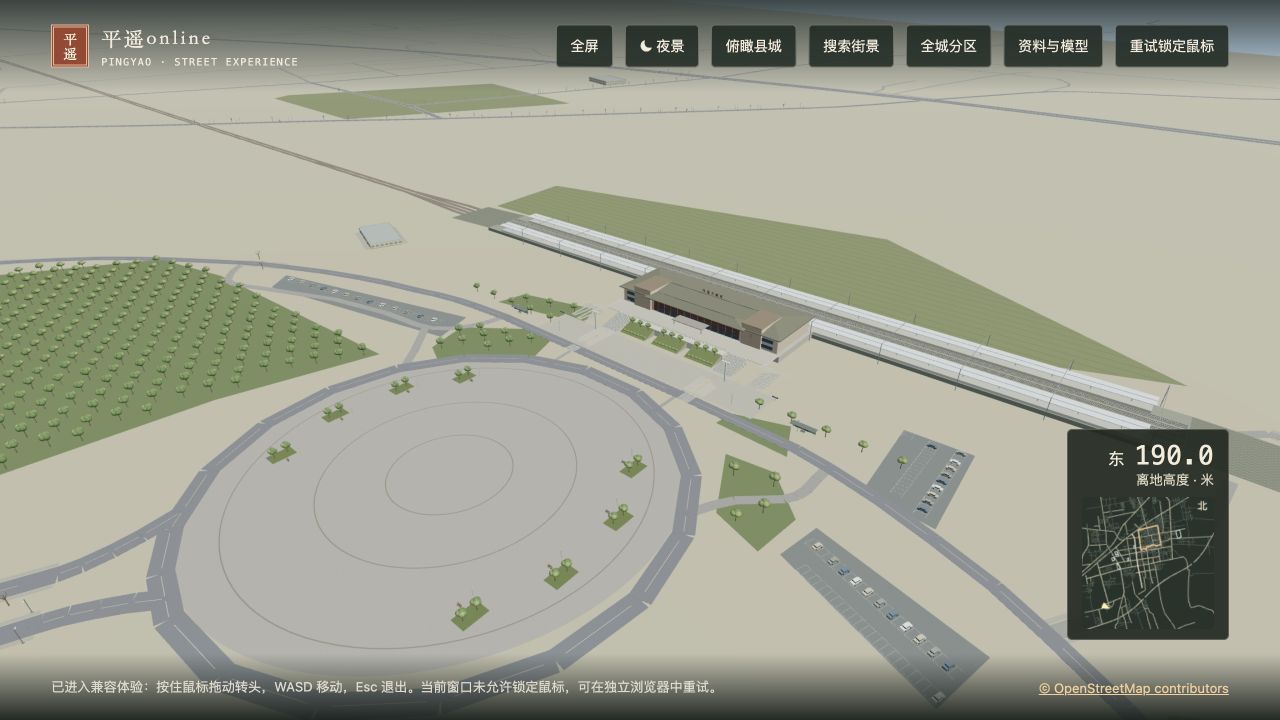 平遥
平遥online
PINGYAO · STREET EXPERIENCE
全屏
夜景
俯瞰县城
搜索街景
全城分区
资料与模型
重试锁定鼠标
东 190.0
离地高度 · 米
北
已进入兼容体验：按住鼠标拖动转头，WASD 移动，Esc 退出。当前窗口未允许锁定鼠标，可在独立浏览器中重试。
© OpenStreetMap contributors